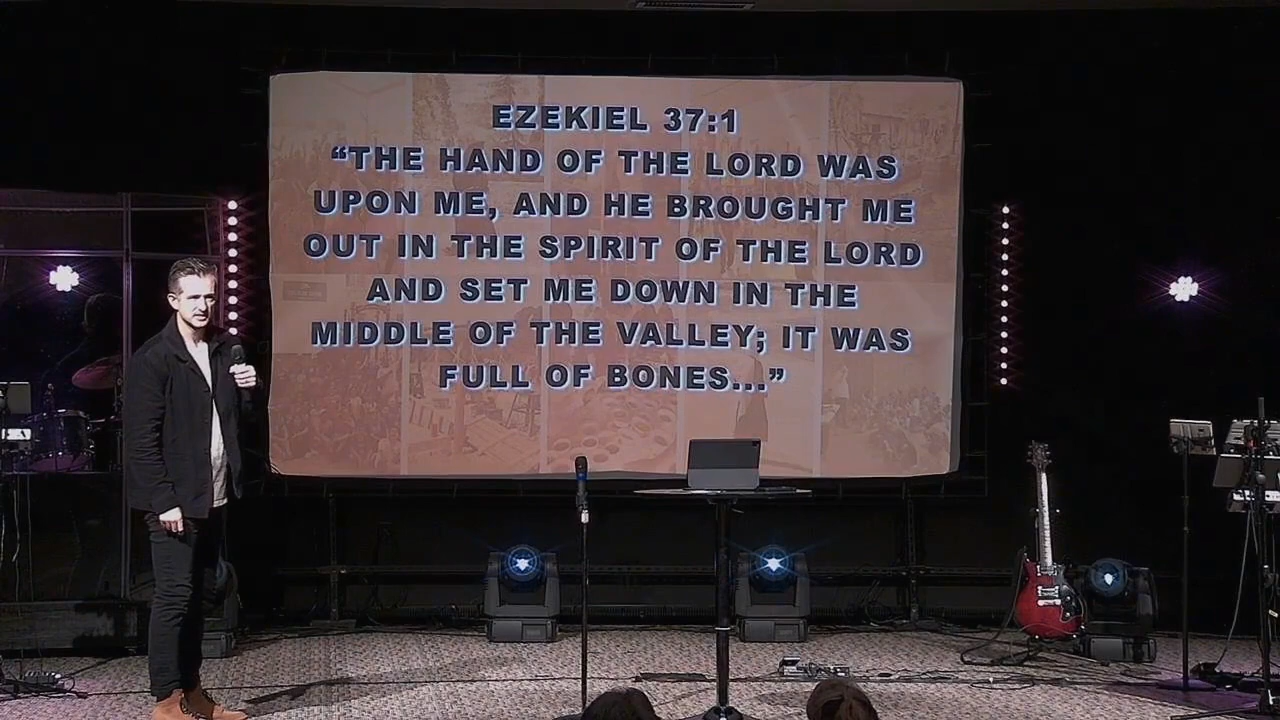 EZEKIEL 37:1
“THE HAND OF THE LORD WAS
UPON ME, AND HE BROUGHT ME
OUT IN THE SPIRIT OF THE LORD
AND SET ME DOWN IN THE
MIDDLE OF THE VALLEY; IT WAS
FULL OF BONES...”